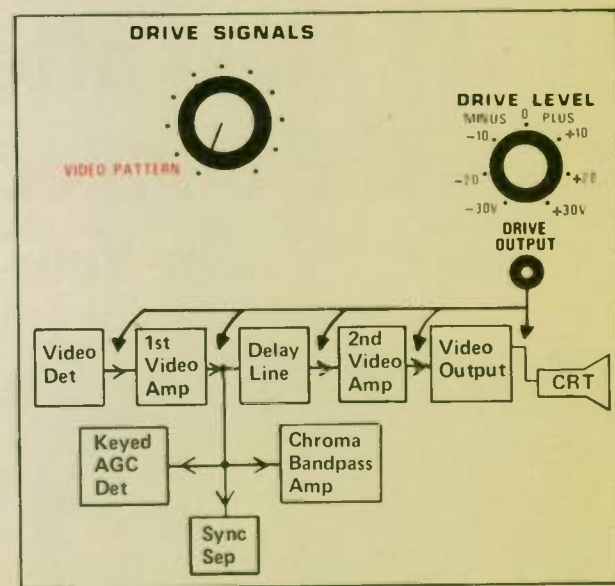 DRIVE SIGNALS
VIDEO PATTERN
DRIVE LEVEL
MINUS 0 PLUS
-10 +10
-20 +20
-30V +30V
DRIVE
OUTPUT
Video
Det
1st
Video
Amp
Delay
Line
2nd
Video
Amp
Video
Output
CRT
Keyed
AGC
Det
Chroma
Bandpass
Amp
Sync
Sep